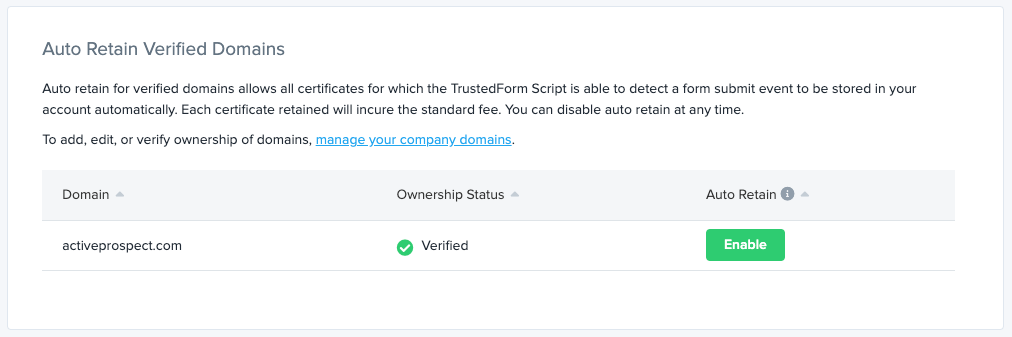 Auto Retain Verified Domains
Auto retain for verified domains allows all certificates for which the TrustedForm Script is able to detect a form submit event to be stored in your
account automatically. Each certificate retained will incure the standard fee. You can disable auto retain at any time.
To add, edit, or verify ownership of domains, manage your company domains.
Domain Ownership Status Auto Retain
activeprospect.com Verified Enable